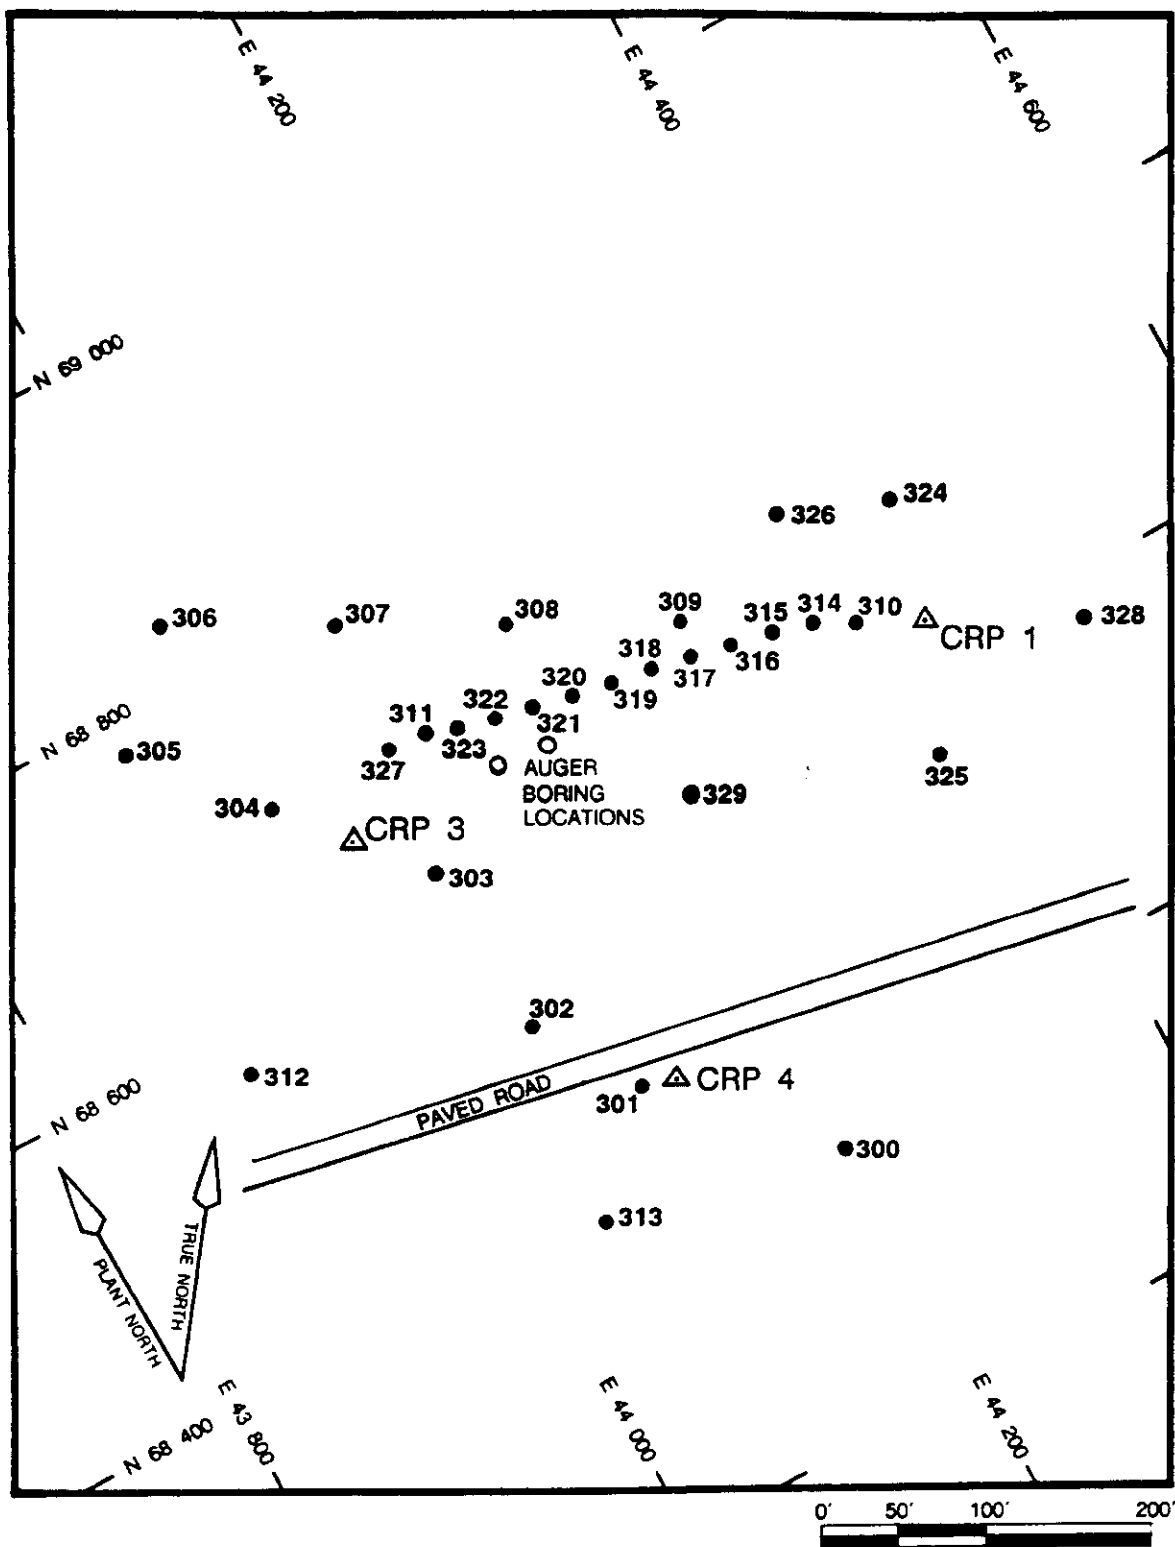 E 44 200
E 44 400
E 44 600
N 69 000
324
326
306
307
308
309
315
314
310
328
CRP 1
318
316
317
320
319
322
311
321
323
N 68 800
305
327
AUGER
BORING
LOCATIONS
325
329
304
CRP 3
303
302
312
CRP 4
301
PAVED ROAD
N 68 600
300
313
TRUE NORTH
PLANT NORTH
E 43 800
E 44 000
E 44 200
N 68 400
0' 50' 100' 200'